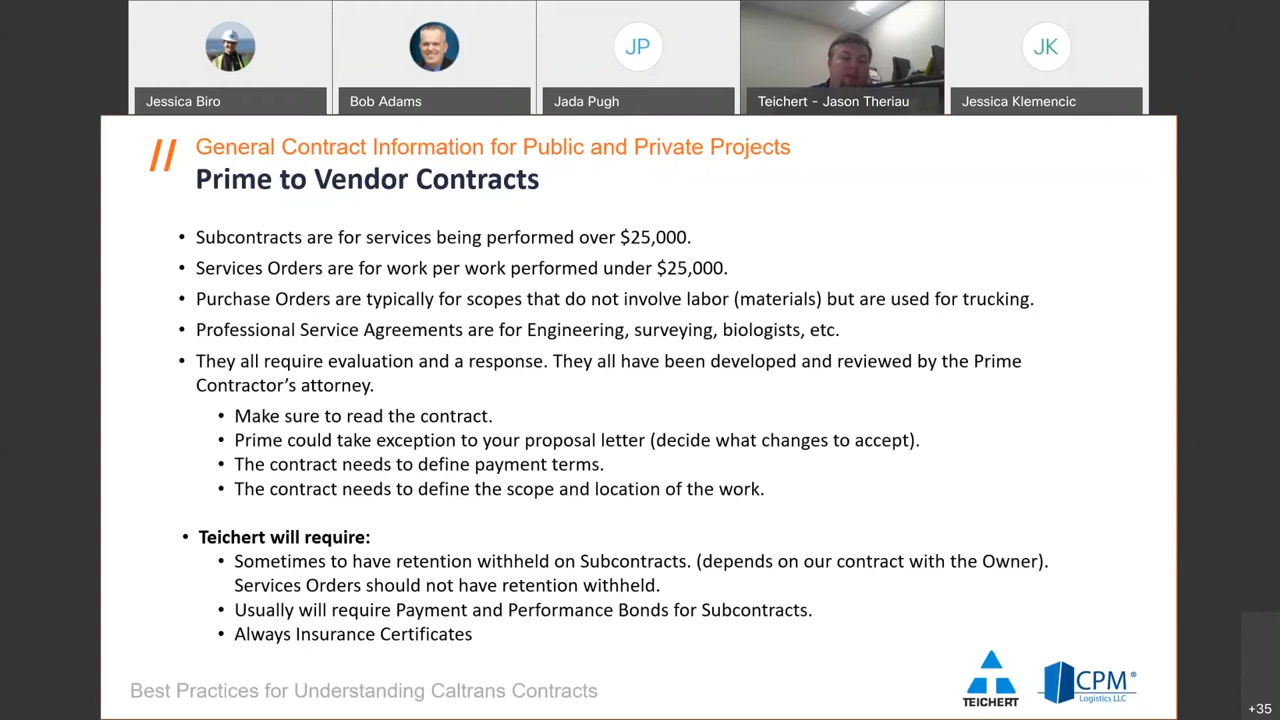 JP
JK
Jessica Biro
Bob Adams
Jada Pugh
Teichert - Jason Theriau
Jessica Klemencic
// General Contract Information for Public and Private Projects
Prime to Vendor Contracts
• Subcontracts are for services being performed over $25,000.
• Services Orders are for work per work performed under $25,000.
• Purchase Orders are typically for scopes that do not involve labor (materials) but are used for trucking.
• Professional Service Agreements are for Engineering, surveying, biologists, etc.
• They all require evaluation and a response. They all have been developed and reviewed by the Prime
Contractor’s attorney.
• Make sure to read the contract.
• Prime could take exception to your proposal letter (decide what changes to accept).
• The contract needs to define payment terms.
• The contract needs to define the scope and location of the work.
• Teichert will require:
• Sometimes to have retention withheld on Subcontracts. (depends on our contract with the Owner).
Services Orders should not have retention withheld.
• Usually will require Payment and Performance Bonds for Subcontracts.
• Always Insurance Certificates
Best Practices for Understanding Caltrans Contracts
TEICHERT
CPM®
Logistics LLC
+35